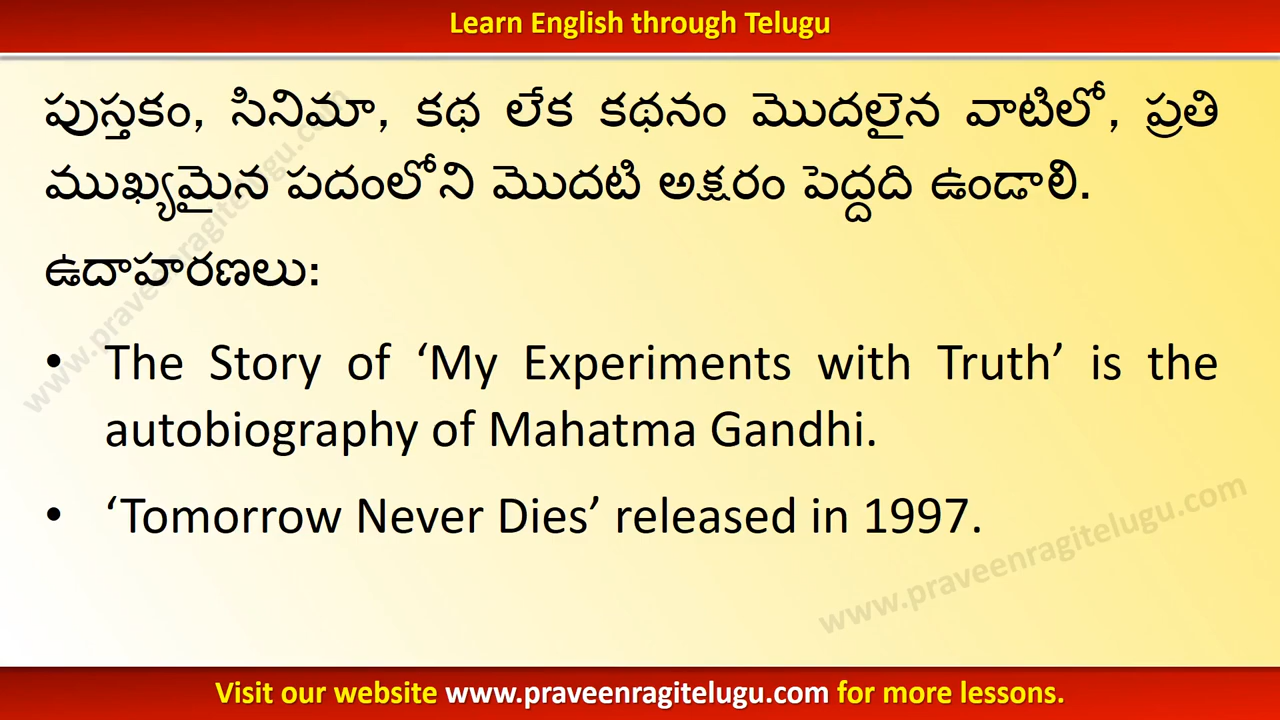 Learn English through Telugu
పుస్తకం, సినిమా, కథ లేక కథనం మొదలైన వాటిలో, ప్రతి
ముఖ్యమైన పదంలోని మొదటి అక్షరం పెద్దది ఉండాలి.
ఉదాహరణలు:
• The Story of ‘My Experiments with Truth’ is the
autobiography of Mahatma Gandhi.
• ‘Tomorrow Never Dies’ released in 1997.
www.praveenragitelugu.com
www.praveenragitelugu.com
Visit our website www.praveenragitelugu.com for more lessons.